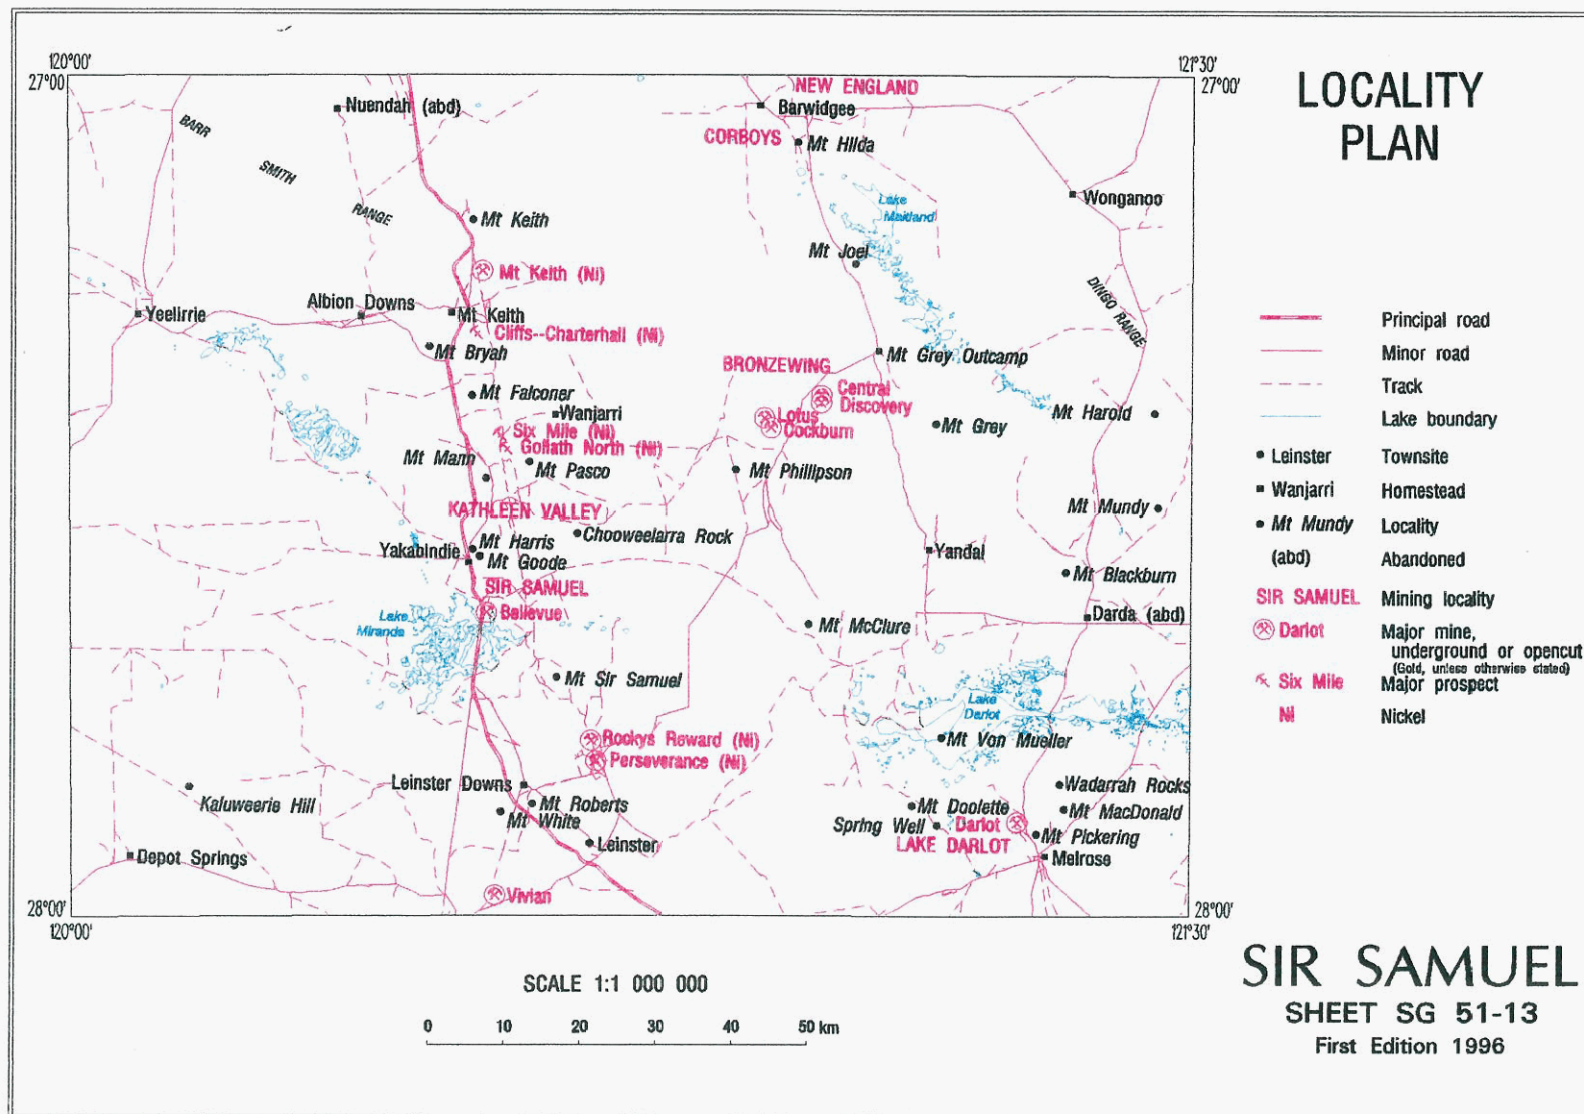 120°00'
27°00'
121°30'
27°00'
LOCALITY
PLAN
NEW ENGLAND
Barwidgee
Nuendah (abd)
BARR
SMITH
RANGE
CORBOYS
Mt Hilda
Wonganoo
Lake
Maitland
Mt Keith
Mt Joel
Mt Keith (Ni)
DINGO RANGE
Yeelirrie
Albion Downs
Mt Keith
Cliffs--Charterhall (Ni)
Mt Bryah
Mt Grey Outcamp
BRONZEWING
Mt Falconer
Central
Discovery
Wanjarri
Lotus
Cockburn
Mt Harold
Mt Grey
Six Mile (Ni)
Goliath North (Ni)
Mt Mann
Mt Pasco
Mt Phillipson
KATHLEEN VALLEY
Mt Mundy
Chooweelarra Rock
Mt Harris
Yakabindie
Mt Goode
Yandal
Mt Blackburn
SIR SAMUEL
Bellevue
Lake
Miranda
Darda (abd)
Mt McClure
Mt Sir Samuel
Lake
Darlot
Mt Von Mueller
Rockys Reward (Ni)
Perseverance (Ni)
Leinster Downs
Wadarrah Rocks
Kaluweerie Hill
Mt Roberts
Mt White
Mt Doolette
Mt MacDonald
Spring Well
Darlot
Mt Pickering
LAKE DARLOT
Leinster
Depot Springs
Melrose
Vivian
28°00'
120°00'
28°00'
121°30'
Principal road
Minor road
Track
Lake boundary
Leinster Townsite
Wanjarri Homestead
Mt Mundy Locality
(abd) Abandoned
SIR SAMUEL Mining locality
Darlot Major mine,
underground or opencut
(Gold, unless otherwise stated)
Six Mile Major prospect
Ni Nickel
SCALE 1:1 000 000
0 10 20 30 40 50 km
SIR SAMUEL
SHEET SG 51-13
First Edition 1996